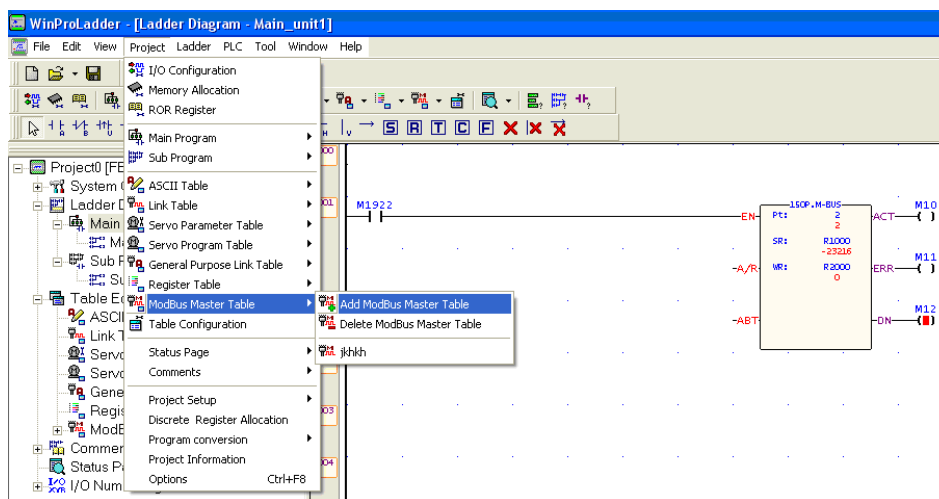 WinProLadder - [Ladder Diagram - Main_unit1]
File Edit View Project Ladder PLC Tool Window Help
I/O Configuration
Memory Allocation
ROR Register
S R T C F
Main Program
Sub Program
Project0 [FB
System
ASCII Table
Ladder D
Link Table
Main
Servo Parameter Table
Servo Program Table
Sub P
General Purpose Link Table
Su
Register Table
Table Ed
ModBus Master Table
Add ModBus Master Table
ASCI
Table Configuration
Delete ModBus Master Table
Link T
Servo
Status Page
jkhkh
Servo
Comments
Gene
Project Setup
Regis
Discrete Register Allocation
ModB
Program conversion
Commer
Project Information
Status P
Options Ctrl+F8
I/O Num
M1922
150P.M-BUS
M10
EN Pt: 2 ACT ( )
2
SR: R1000
-23216
M11
A/R WR: R2000 ERR ( )
0
M12
ABT DN